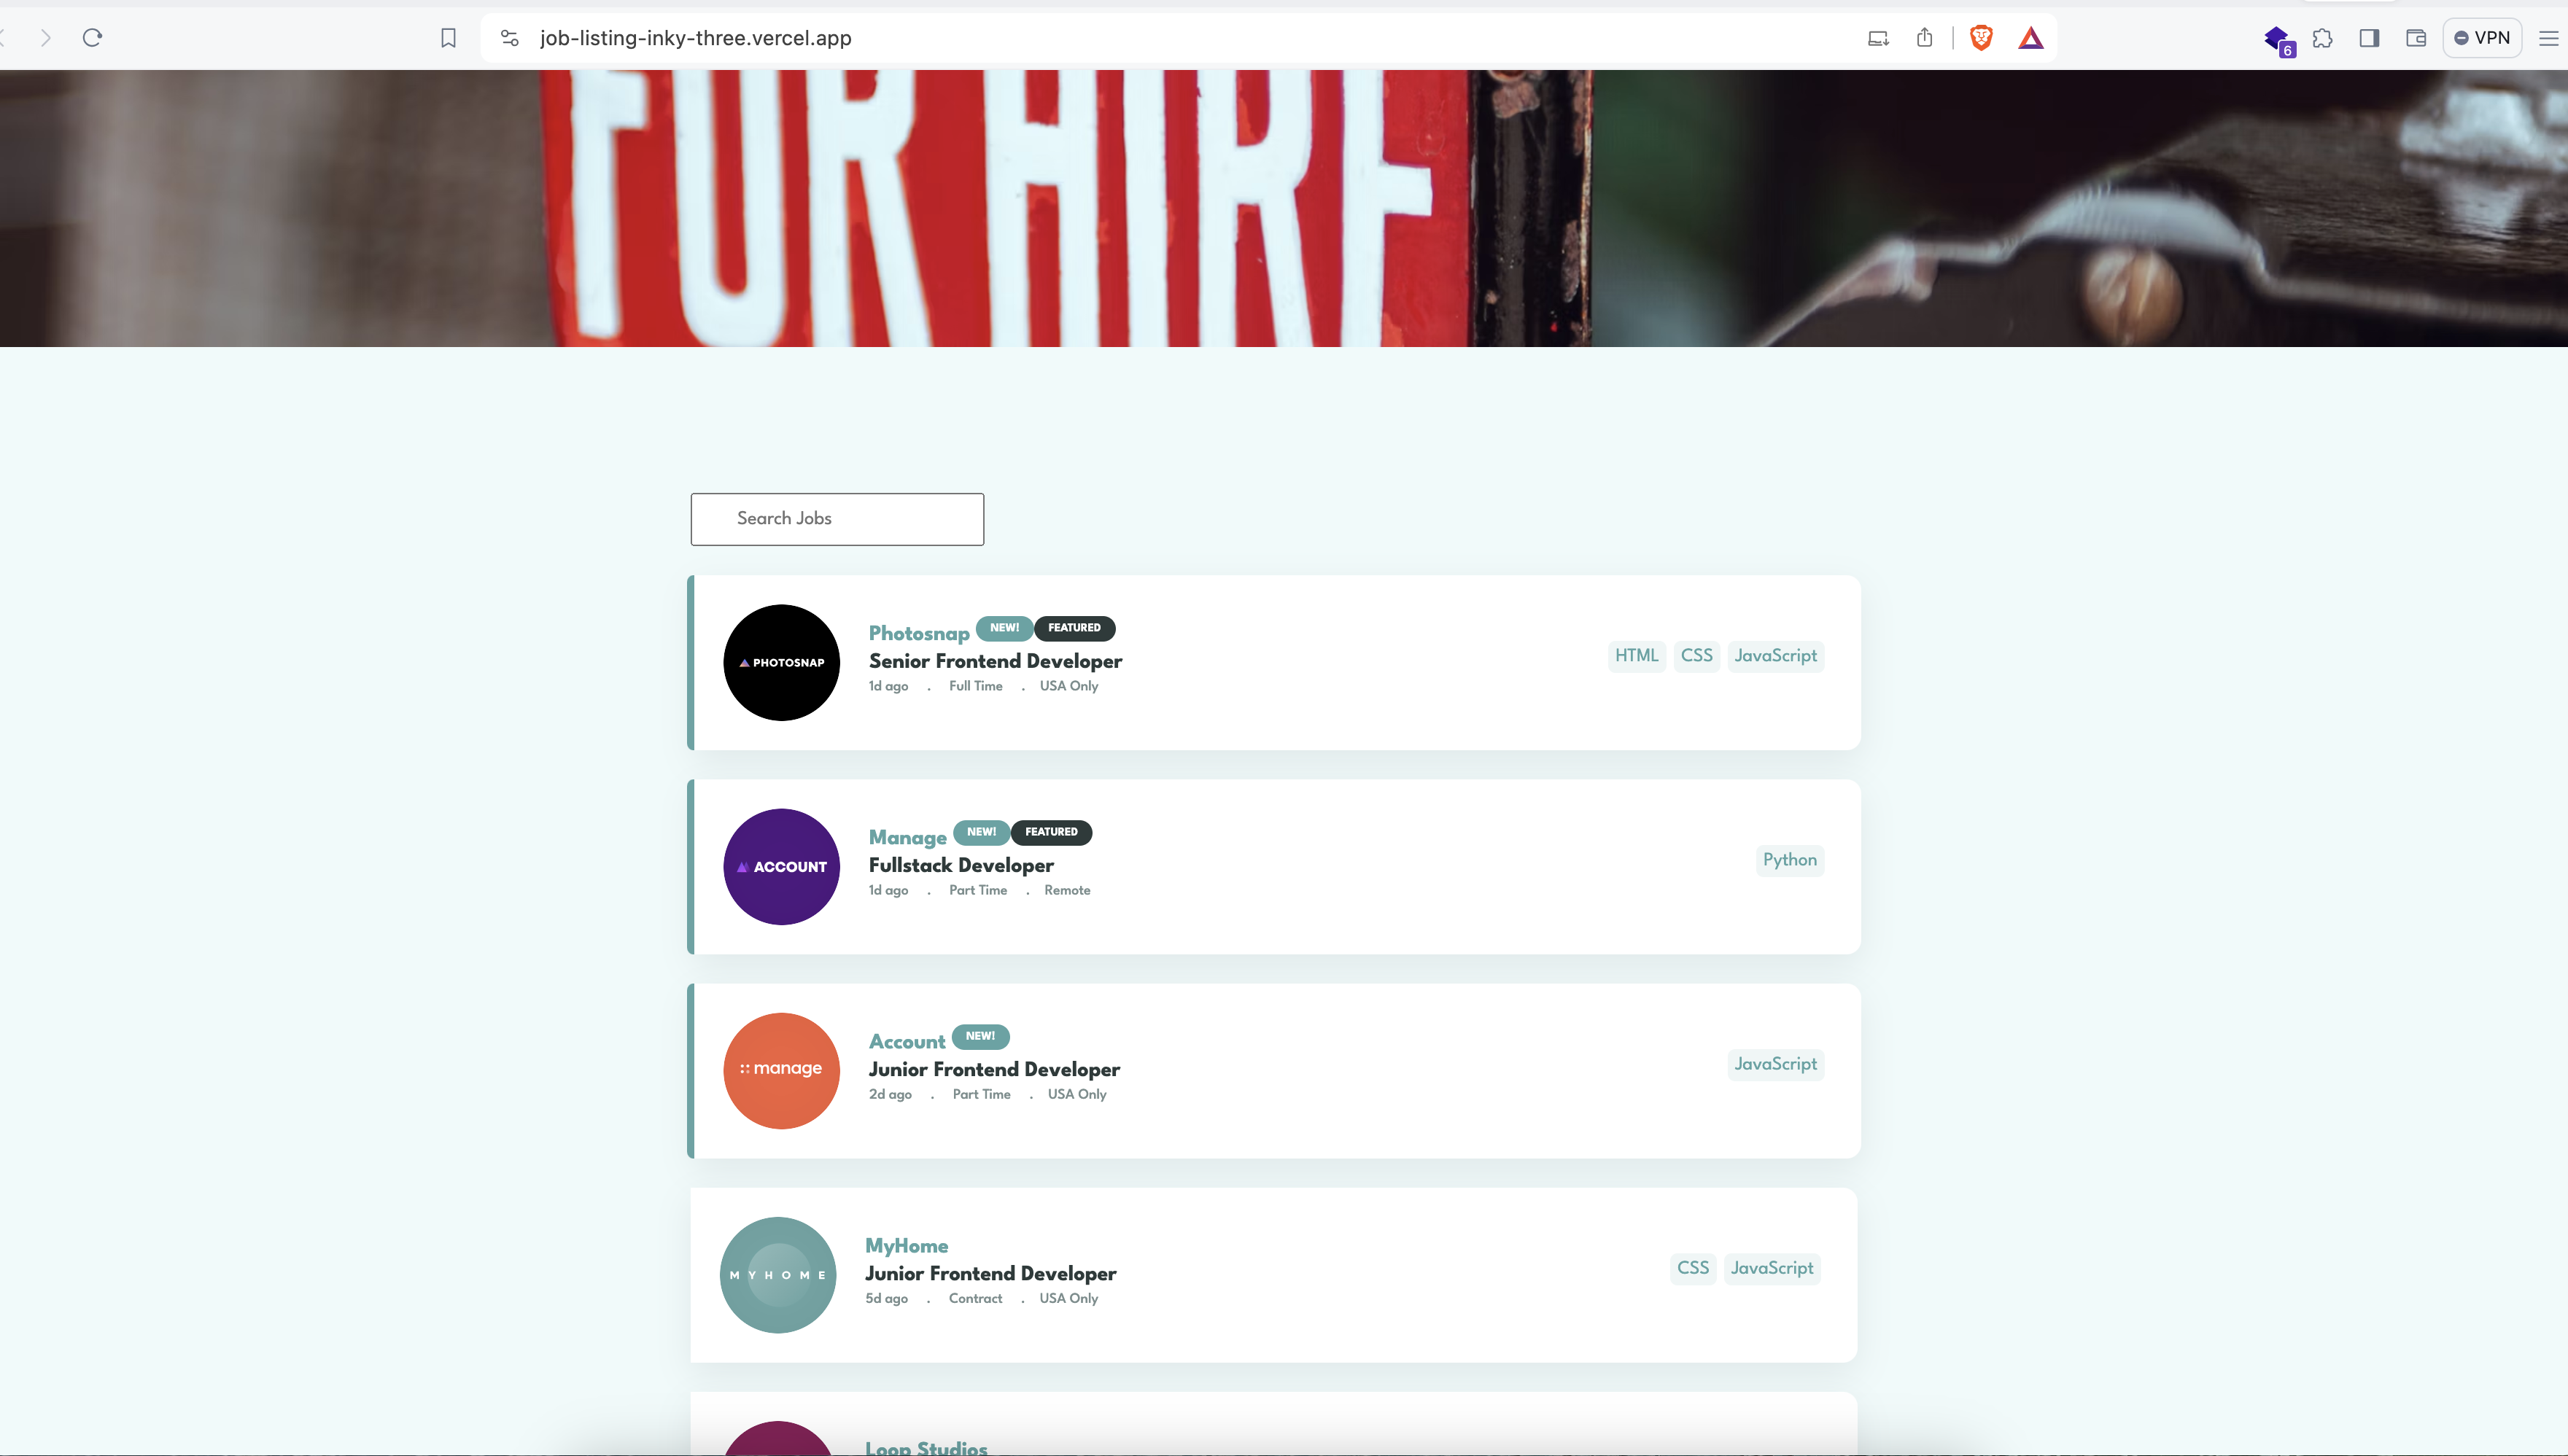 job-listing-inky-three.vercel.app
6
VPN
FOR HIRE
Search Jobs
PHOTOSNAP
Photosnap NEW! FEATURED
Senior Frontend Developer
1d ago . Full Time . USA Only
HTML CSS JavaScript
ACCOUNT
Manage NEW! FEATURED
Fullstack Developer
1d ago . Part Time . Remote
Python
manage
Account NEW!
Junior Frontend Developer
2d ago . Part Time . USA Only
JavaScript
MYHOME
MyHome
Junior Frontend Developer
5d ago . Contract . USA Only
CSS JavaScript
Loop Studios